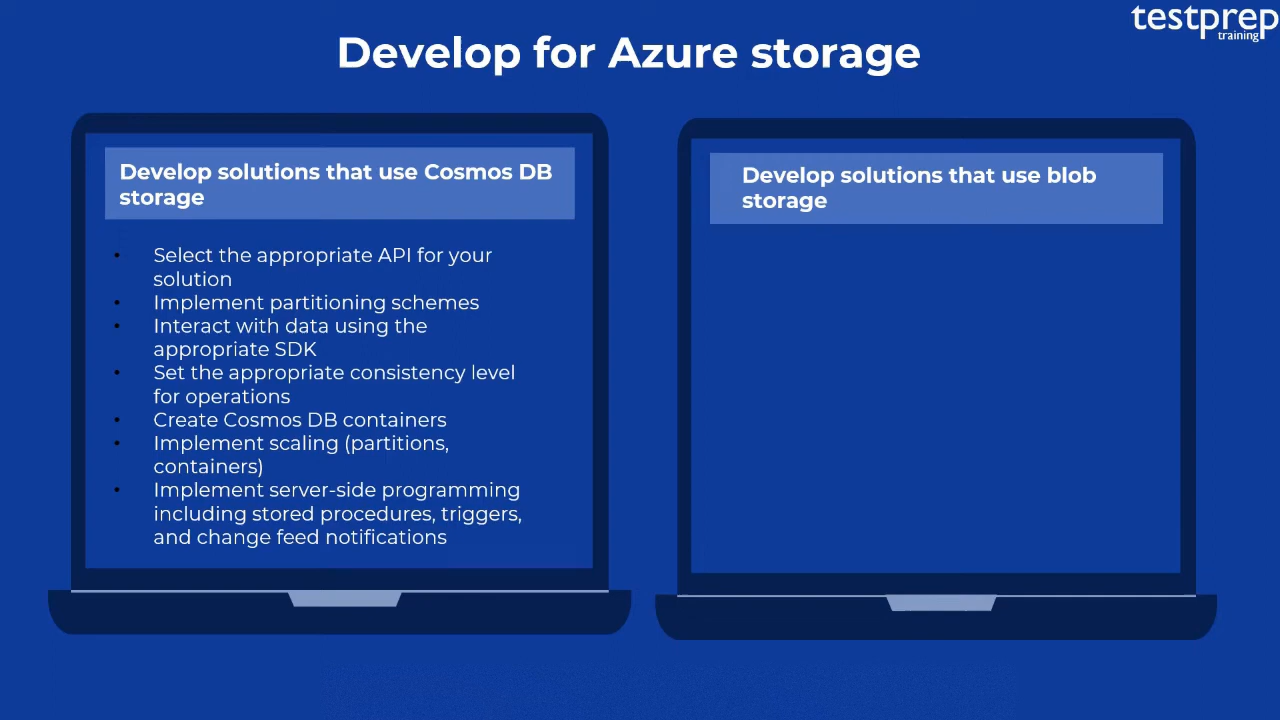 testprep
training
Develop for Azure storage
Develop solutions that use Cosmos DB
storage
• Select the appropriate API for your
solution
• Implement partitioning schemes
• Interact with data using the
appropriate SDK
• Set the appropriate consistency level
for operations
• Create Cosmos DB containers
• Implement scaling (partitions,
containers)
• Implement server-side programming
including stored procedures, triggers,
and change feed notifications
Develop solutions that use blob
storage